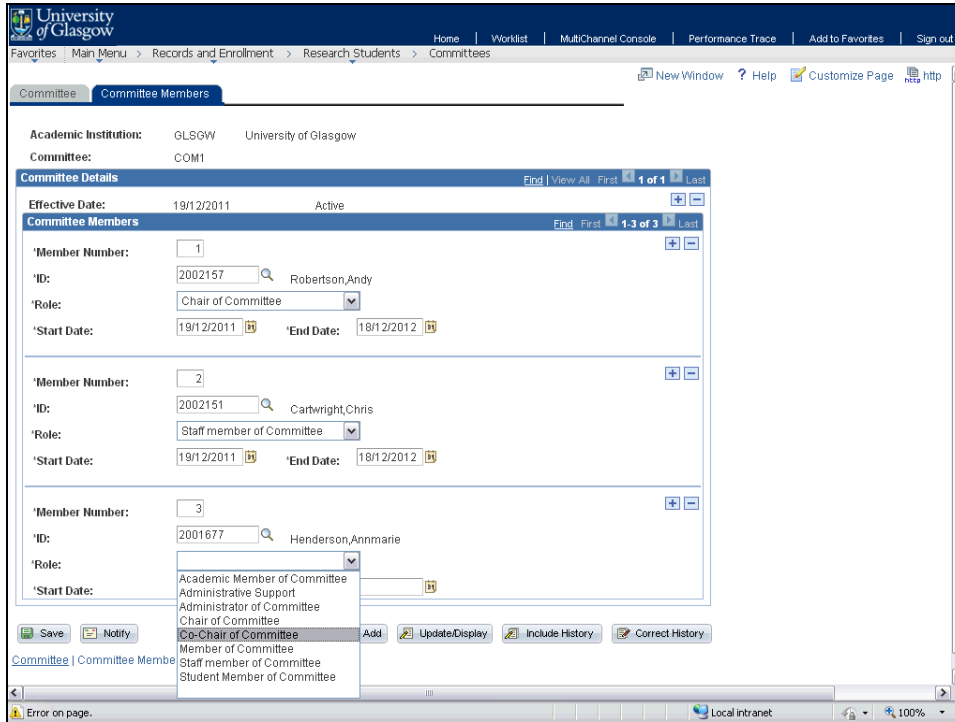 University
of Glasgow
Home | Worklist | MultiChannel Console | Performance Trace | Add to Favorites | Sign out
Favorites Main Menu > Records and Enrollment > Research Students > Committees
New Window ? Help Customize Page http
Committee Committee Members
Academic Institution: GLSGW University of Glasgow
Committee: COM1
Committee Details Find | View All First 1 of 1 Last
Effective Date: 19/12/2011 Active
Committee Members Find First 1-3 of 3 Last
*Member Number: 1
*ID: 2002157 Robertson,Andy
*Role: Chair of Committee
*Start Date: 19/12/2011 *End Date: 18/12/2012
*Member Number: 2
*ID: 2002151 Cartwright,Chris
*Role: Staff member of Committee
*Start Date: 19/12/2011 *End Date: 18/12/2012
*Member Number: 3
*ID: 2001677 Henderson,Annmarie
*Role:
*Start Date:
Academic Member of Committee
Administrative Support
Administrator of Committee
Chair of Committee
Co-Chair of Committee
Member of Committee
Staff member of Committee
Student Member of Committee
Save Notify Add Update/Display Include History Correct History
Committee | Committee Membe
Error on page. Local intranet 100%